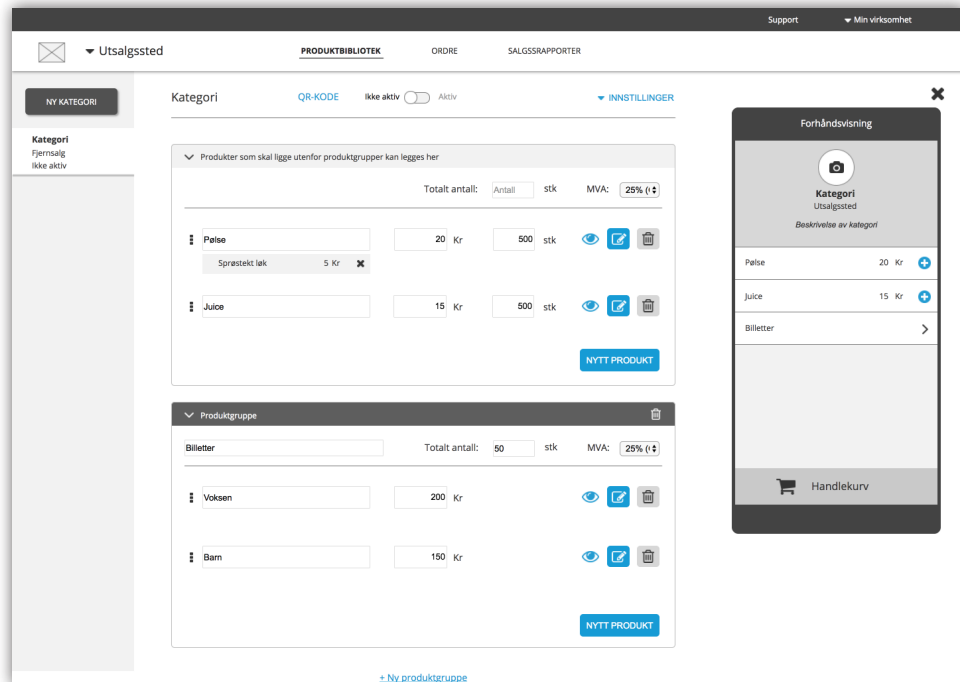 Support Min virksomhet
Utsalgssted PRODUKTBIBLIOTEK ORDRE SALGSSRAPPORTER
NY KATEGORI
Kategori
Fjernsalg
Ikke aktiv
Kategori QR-KODE Ikke aktiv Aktiv INNSTILLINGER
Produkter som skal ligge utenfor produktgrupper kan legges her
Totalt antall: Antall stk MVA: 25% (
Pølse 20 Kr 500 stk
Sprøstekt løk 5 Kr
Juice 15 Kr 500 stk
NYTT PRODUKT
Produktgruppe
Billetter Totalt antall: 50 stk MVA: 25% (
Voksen 200 Kr
Barn 150 Kr
NYTT PRODUKT
+ Ny produktgruppe
Forhåndsvisning
Kategori
Utsalgssted
Beskrivelse av kategori
Pølse 20 Kr
Juice 15 Kr
Billetter
Handlekurv